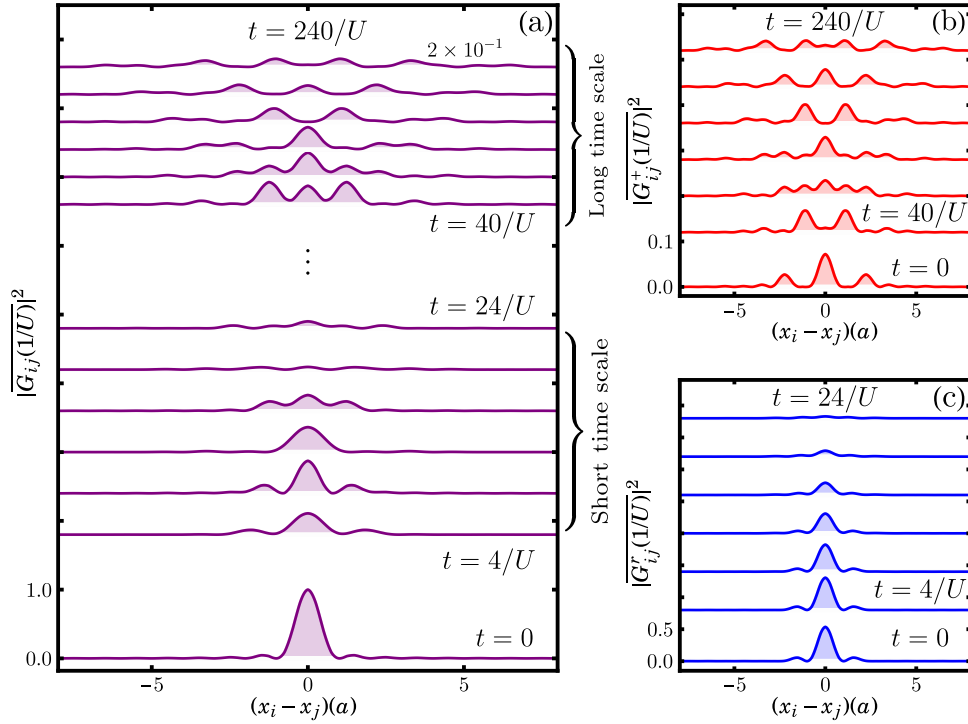 (a)
t = 240/U
2 × 10⁻¹
Long time scale
t = 40/U
⋮
t = 24/U
Short time scale
t = 4/U
1.0
t = 0
0.0
|G_{ij}(1/U)|²
−5 0 5
(x_i − x_j)(a)
(b)
|G⁺_{ij}(1/U)|²
t = 40/U
0.1
t = 0
0.0
−5 0 5
(x_i − x_j)(a)
(c)
t = 24/U
|G^r_{ij}(1/U)|²
t = 4/U
0.5
t = 0
0.0
−5 0 5
(x_i − x_j)(a)